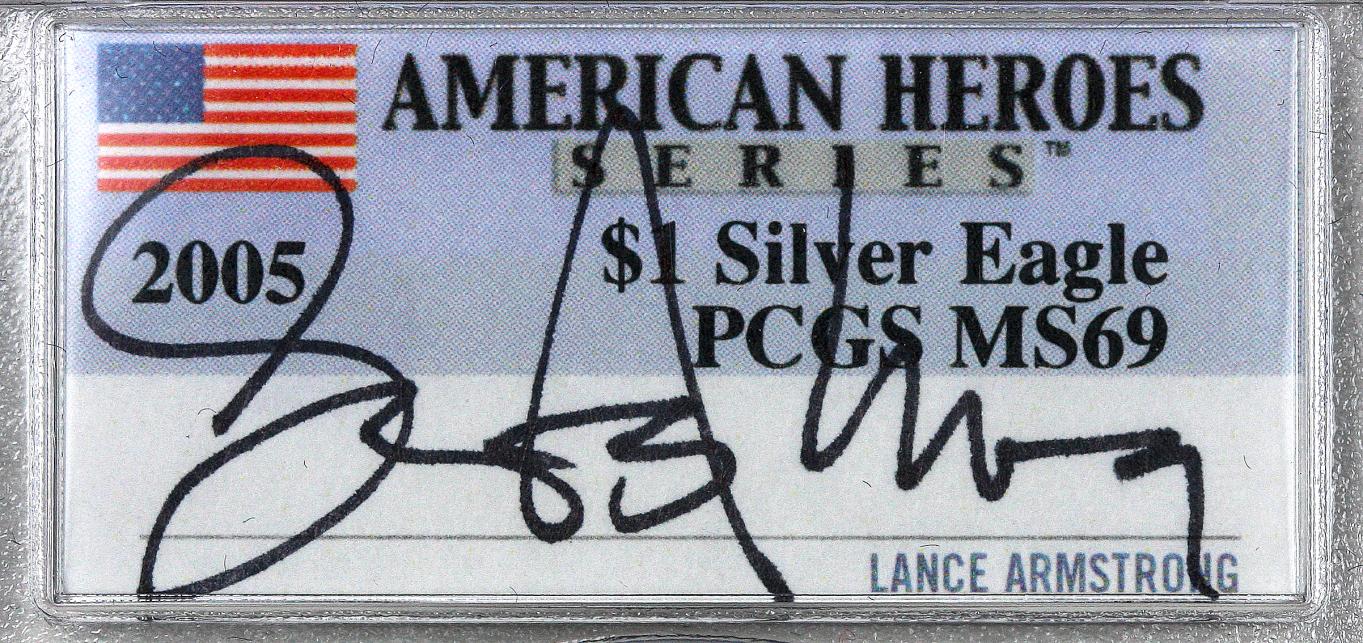 AMERICAN HEROES
SERIES™
2005 $1 Silver Eagle
PCGS MS69
LANCE ARMSTRONG